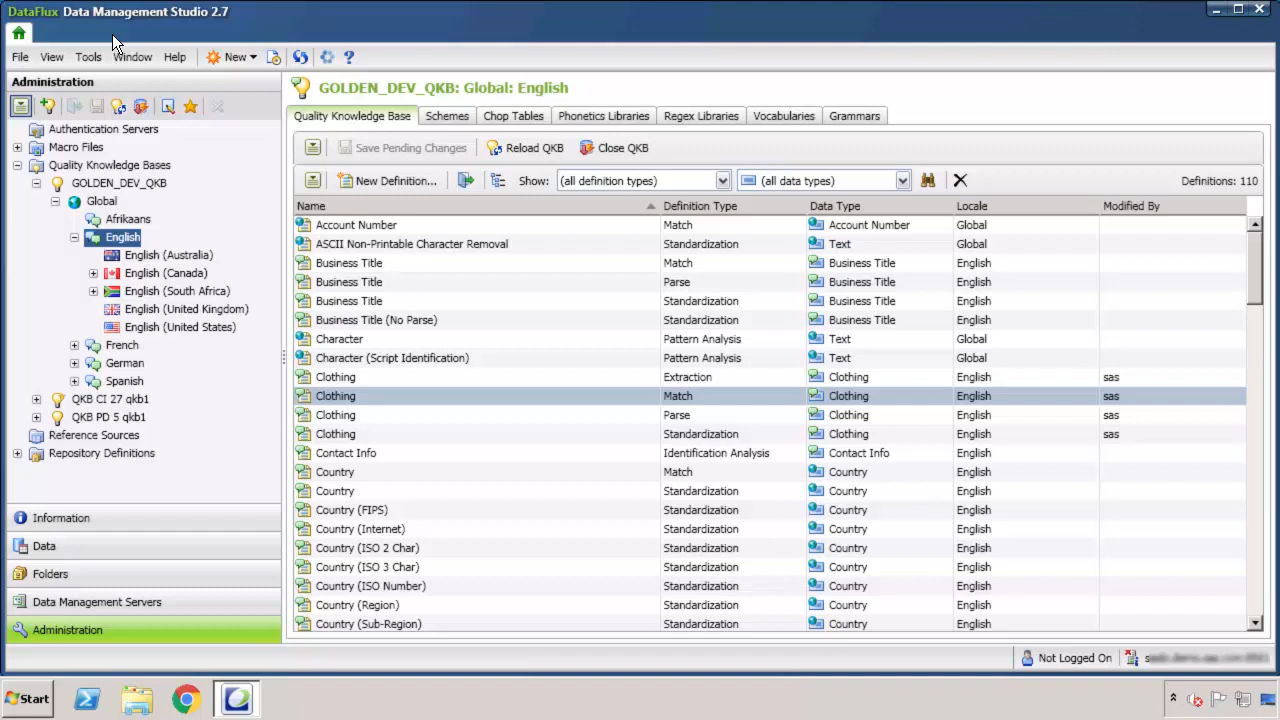 DataFlux Data Management Studio 2.7
File View Tools Window Help New
Administration
Authentication Servers
Macro Files
Quality Knowledge Bases
GOLDEN_DEV_QKB
Global
Afrikaans
English
English (Australia)
English (Canada)
English (South Africa)
English (United Kingdom)
English (United States)
French
German
Spanish
QKB CI 27 qkb1
QKB PD 5 qkb1
Reference Sources
Repository Definitions
Information
Data
Folders
Data Management Servers
Administration
GOLDEN_DEV_QKB: Global: English
Quality Knowledge Base Schemes Chop Tables Phonetics Libraries Regex Libraries Vocabularies Grammars
Save Pending Changes Reload QKB Close QKB
New Definition... Show: (all definition types) (all data types) Definitions: 110
Name Definition Type Data Type Locale Modified By
Account Number Match Account Number Global
ASCII Non-Printable Character Removal Standardization Text Global
Business Title Match Business Title English
Business Title Parse Business Title English
Business Title Standardization Business Title English
Business Title (No Parse) Standardization Business Title English
Character Pattern Analysis Text Global
Character (Script Identification) Pattern Analysis Text Global
Clothing Extraction Clothing English sas
Clothing Match Clothing English sas
Clothing Parse Clothing English sas
Clothing Standardization Clothing English sas
Contact Info Identification Analysis Contact Info English
Country Match Country English
Country Standardization Country English
Country (FIPS) Standardization Country English
Country (Internet) Standardization Country English
Country (ISO 2 Char) Standardization Country English
Country (ISO 3 Char) Standardization Country English
Country (ISO Number) Standardization Country English
Country (Region) Standardization Country English
Country (Sub-Region) Standardization Country English
Not Logged On
Start